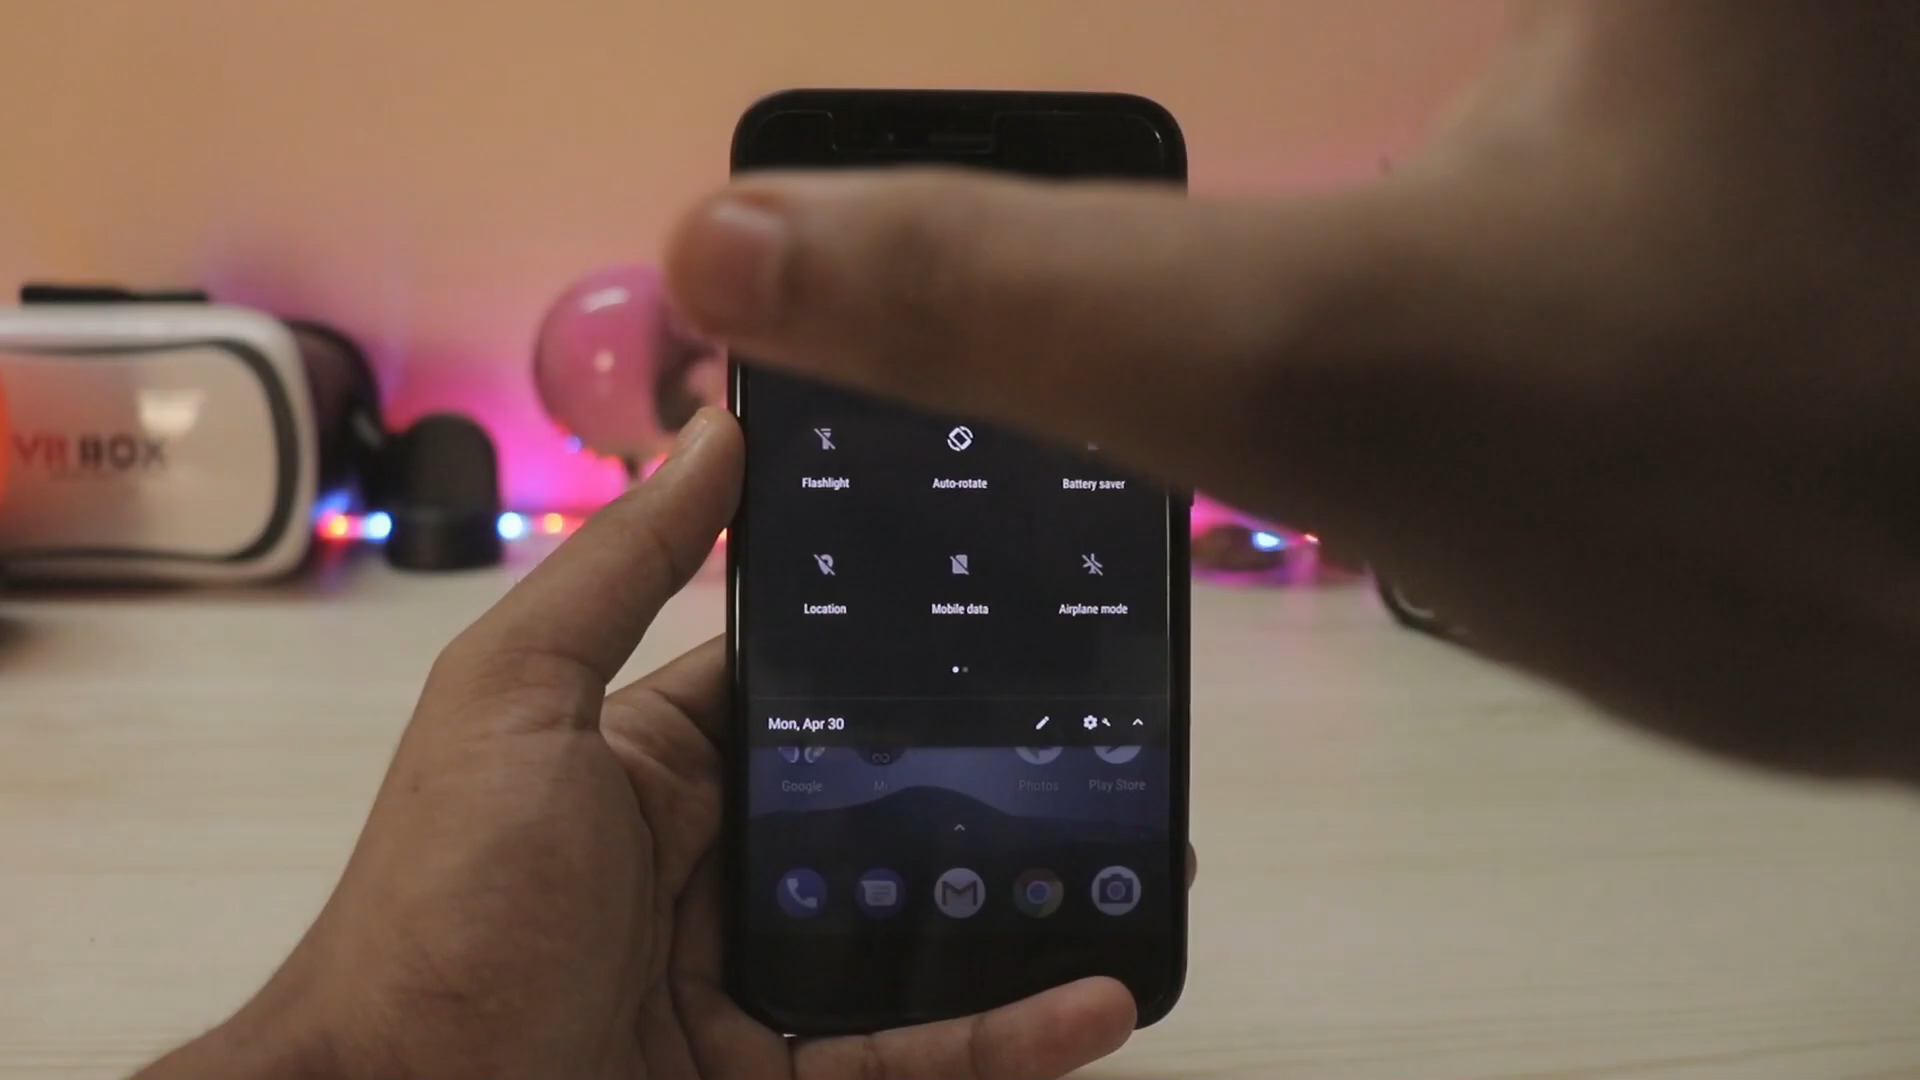 VR BOX
Flashlight Auto-rotate Battery saver
Location Mobile data Airplane mode
Mon, Apr 30
Google Mi Photos Play Store